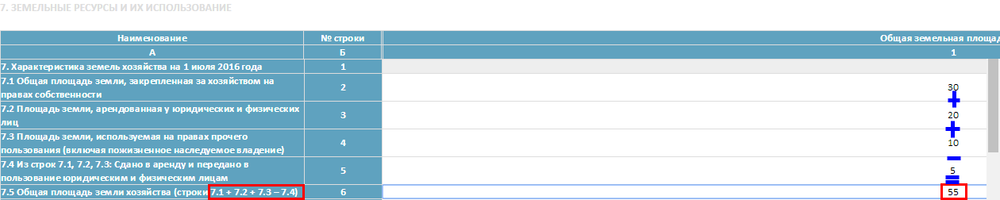 7. ЗЕМЕЛЬНЫЕ РЕСУРСЫ И ИХ ИСПОЛЬЗОВАНИЕ
Наименование № строки Общая земельная площад
А Б 1
7. Характеристика земель хозяйства на 1 июля 2016 года 1
7.1 Общая площадь земли, закрепленная за хозяйством на
правах собственности 2 30
+
7.2 Площадь земли, арендованная у юридических и физических
лиц 3 20
+
7.3 Площадь земли, используемая на правах прочего
пользования (включая пожизненное наследуемое владение) 4 10
–
7.4 Из строк 7.1, 7.2, 7.3: Сдано в аренду и передано в
пользование юридическим и физическим лицам 5 5
=
7.5 Общая площадь земли хозяйства (строки 7.1 + 7.2 + 7.3 – 7.4) 6 55